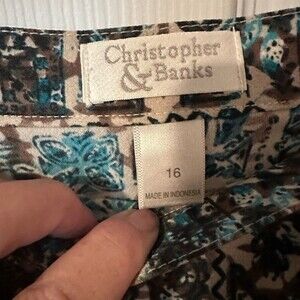 Christopher
& Banks
16
MADE IN INDONESIA